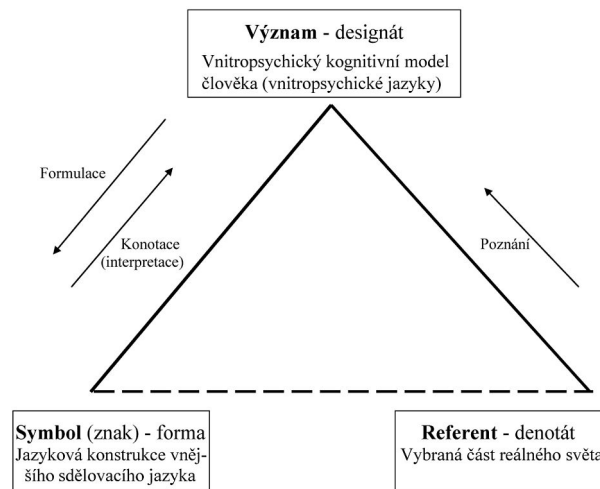 Význam - designát
Vnitropsychický kognitivní model
člověka (vnitropsychické jazyky)
Formulace
Konotace
(interpretace)
Poznání
Symbol (znak) - forma
Jazyková konstrukce vněj-
šího sdělovacího jazyka
Referent - denotát
Vybraná část reálného světa